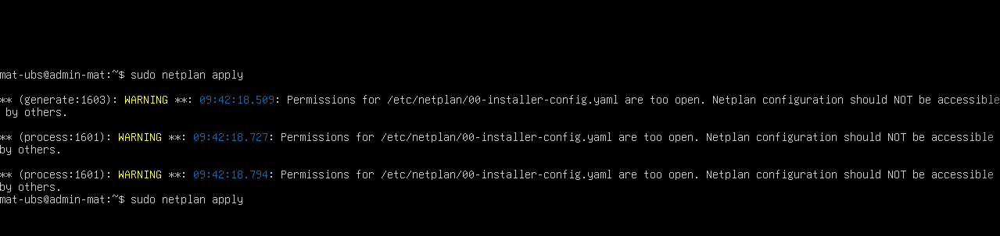 mat-ubs@admin-mat:~$ sudo netplan apply
** (generate:1603): WARNING **: 09:42:18.509: Permissions for /etc/netplan/00-installer-config.yaml are too open. Netplan configuration should NOT be accessible
 by others.
** (process:1601): WARNING **: 09:42:18.727: Permissions for /etc/netplan/00-installer-config.yaml are too open. Netplan configuration should NOT be accessible
by others.
** (process:1601): WARNING **: 09:42:18.794: Permissions for /etc/netplan/00-installer-config.yaml are too open. Netplan configuration should NOT be accessible
by others.
mat-ubs@admin-mat:~$ sudo netplan apply